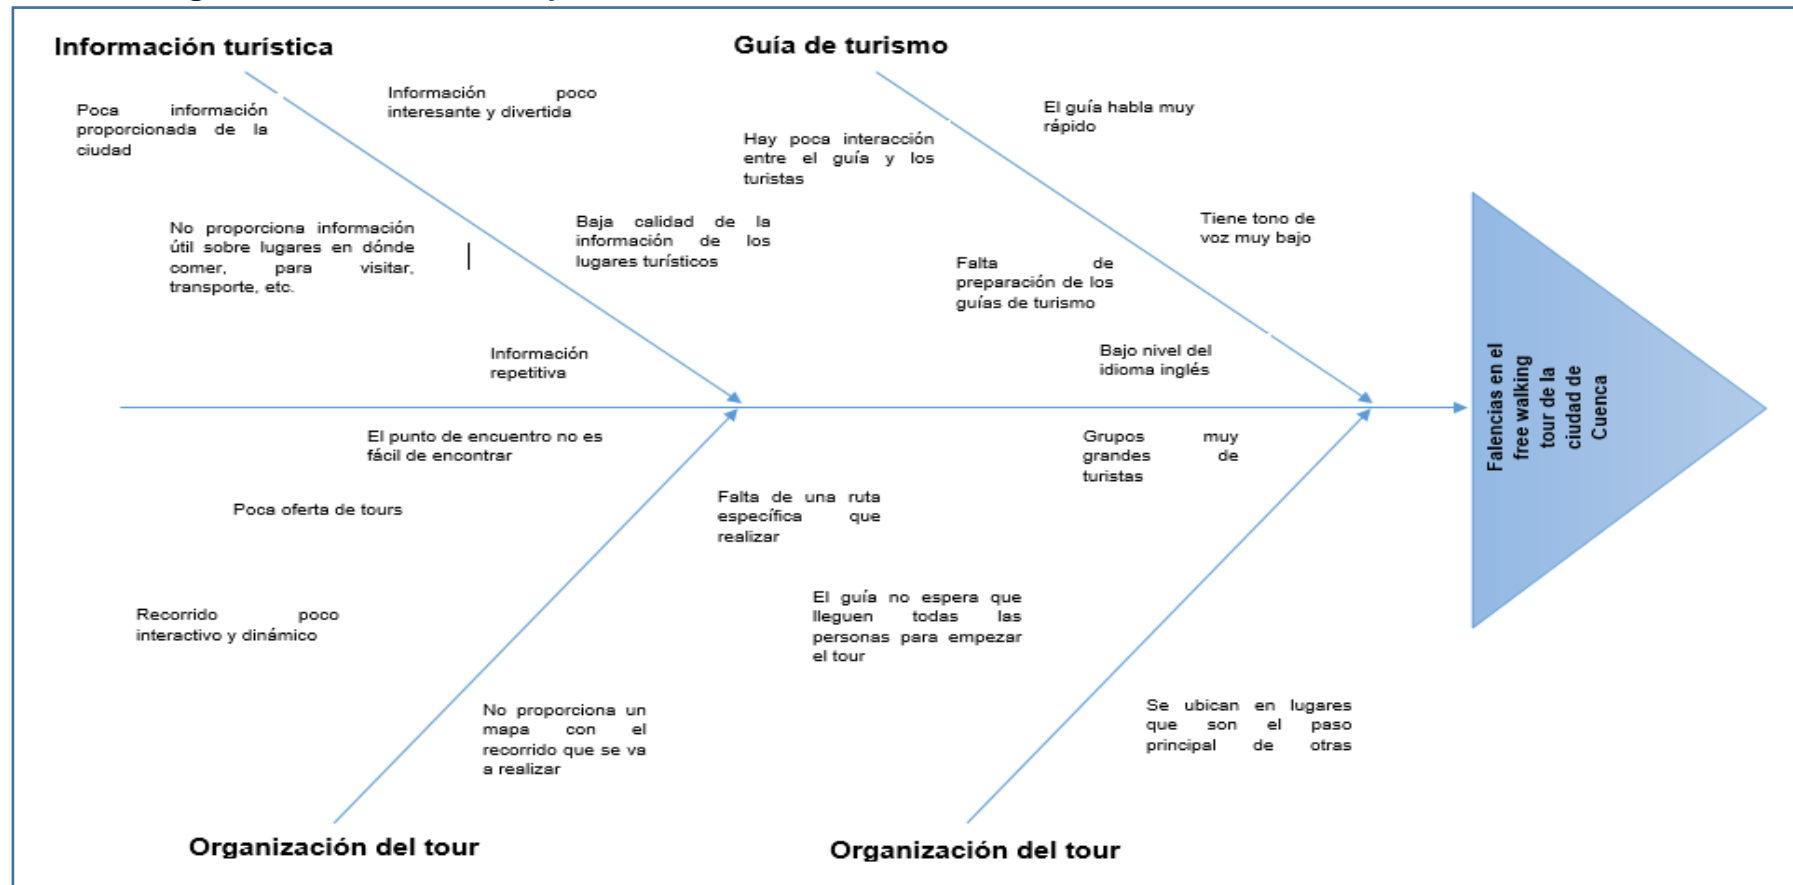 Información turística
Guía de turismo
Poca información
proporcionada de la
ciudad
Información poco
interesante y divertida
Hay poca interacción
entre el guía y los
turistas
El guía habla muy
rápido
No proporciona información
útil sobre lugares en dónde
comer, para visitar,
transporte, etc.
Baja calidad de la
información de los
lugares turísticos
Falta de
preparación de los
guías de turismo
Tiene tono de
voz muy bajo
Información
repetitiva
Bajo nivel del
idioma inglés
Falencias en el
free walking
tour de la
ciudad de
Cuenca
El punto de encuentro no es
fácil de encontrar
Poca oferta de tours
Recorrido poco
interactivo y dinámico
No proporciona un
mapa con el
recorrido que se va
a realizar
Falta de una ruta
específica que
realizar
Grupos muy
grandes de
turistas
El guía no espera que
lleguen todas las
personas para empezar
el tour
Se ubican en lugares
que son el paso
principal de otras
Organización del tour
Organización del tour